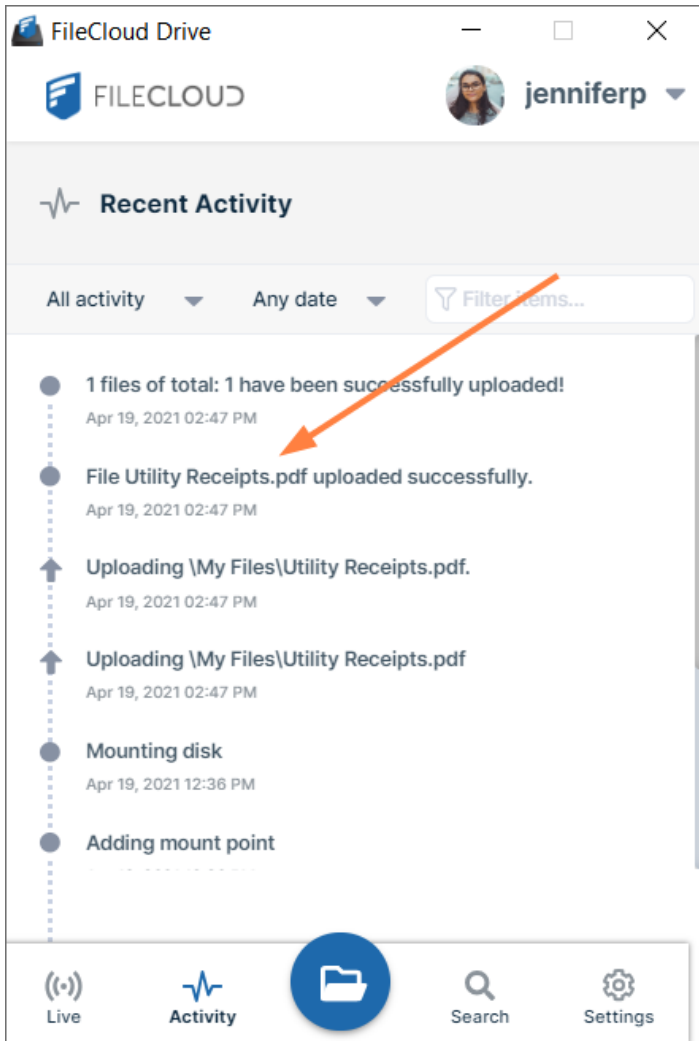 FileCloud Drive
FILECLOUD
jenniferp
Recent Activity
All activity
Any date
Filter items...
1 files of total: 1 have been successfully uploaded!
Apr 19, 2021 02:47 PM
File Utility Receipts.pdf uploaded successfully.
Apr 19, 2021 02:47 PM
Uploading \My Files\Utility Receipts.pdf.
Apr 19, 2021 02:47 PM
Uploading \My Files\Utility Receipts.pdf
Apr 19, 2021 02:47 PM
Mounting disk
Apr 19, 2021 12:36 PM
Adding mount point
Live
Activity
Search
Settings